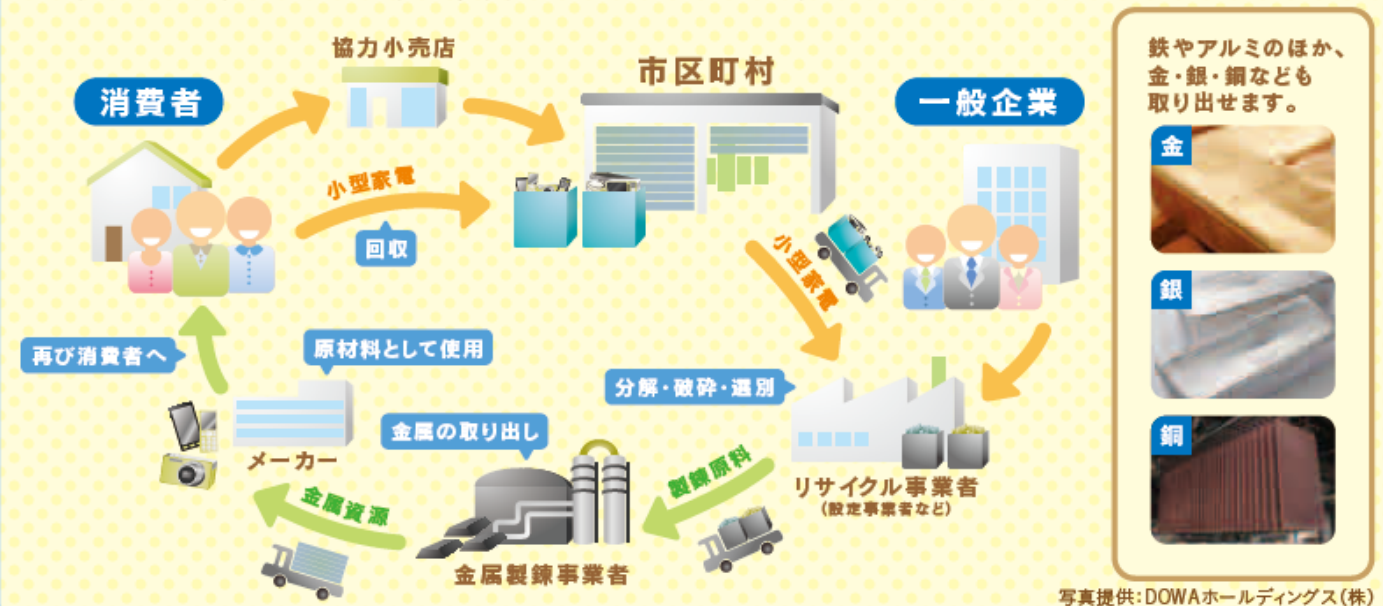 協力小売店
消費者
市区町村
一般企業
小型家電
回収
小型家電
再び消費者へ
原材料として使用
分解・破砕・選別
メーカー
金属の取り出し
リサイクル事業者
(設定事業者など)
製錬原料
金属資源
金属製錬事業者
鉄やアルミのほか、
金・銀・銅なども
取り出せます。
金
銀
銅
写真提供:DOWAホールディングス(株)